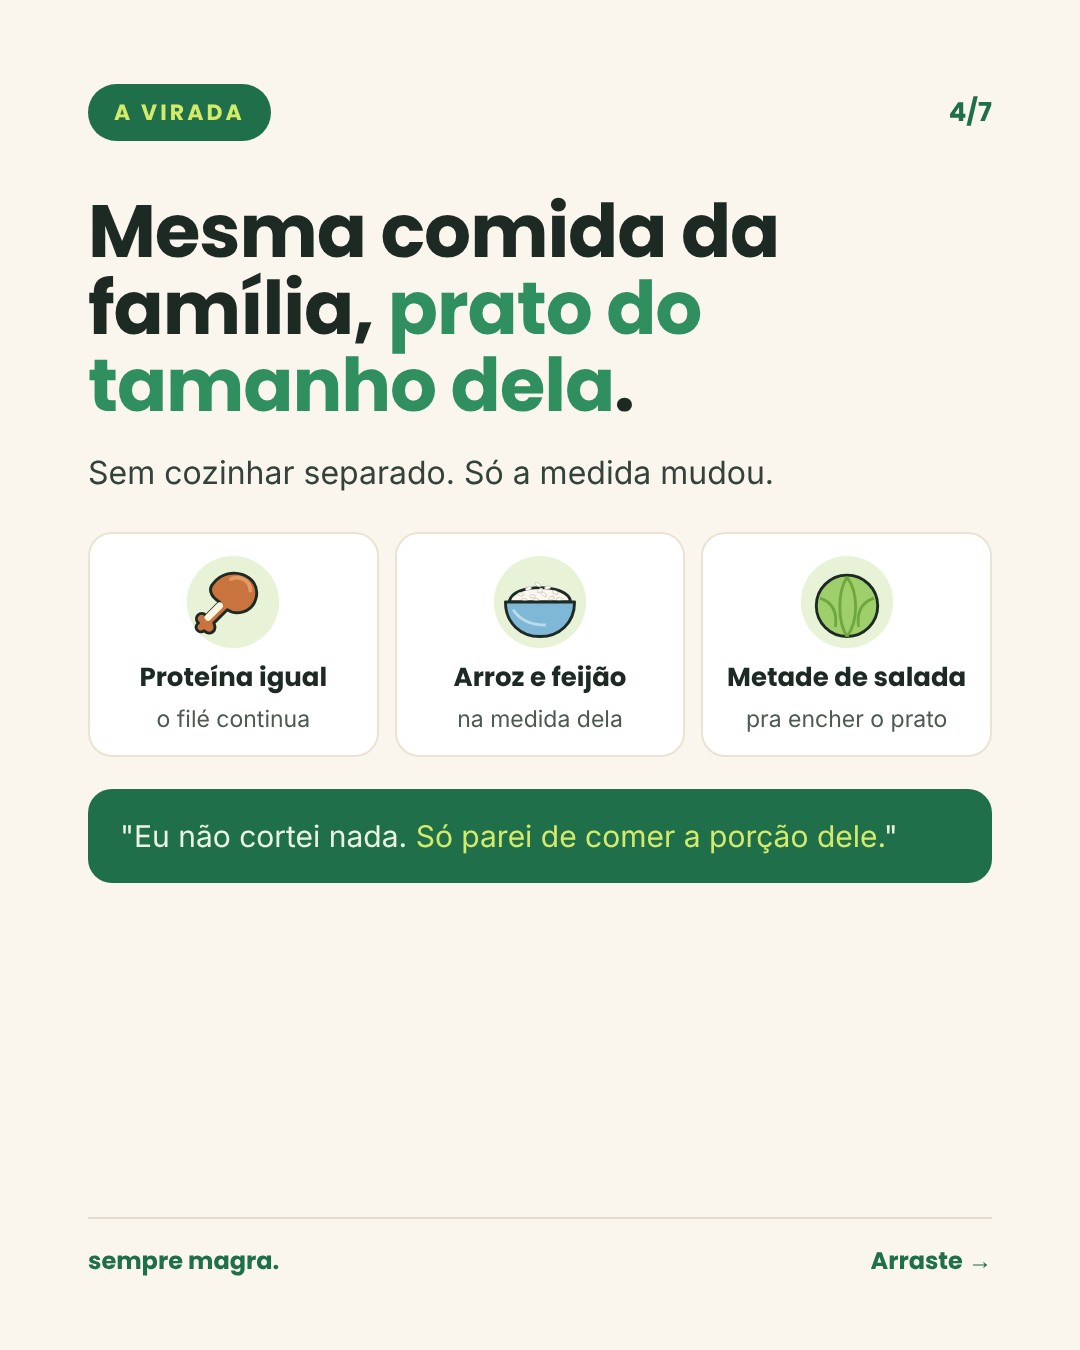 A VIRADA
4/7
Mesma comida da
família, prato do
tamanho dela.
Sem cozinhar separado. Só a medida mudou.
Proteína igual
o filé continua
Arroz e feijão
na medida dela
Metade de salada
pra encher o prato
"Eu não cortei nada. Só parei de comer a porção dele."
sempre magra.
Arraste →